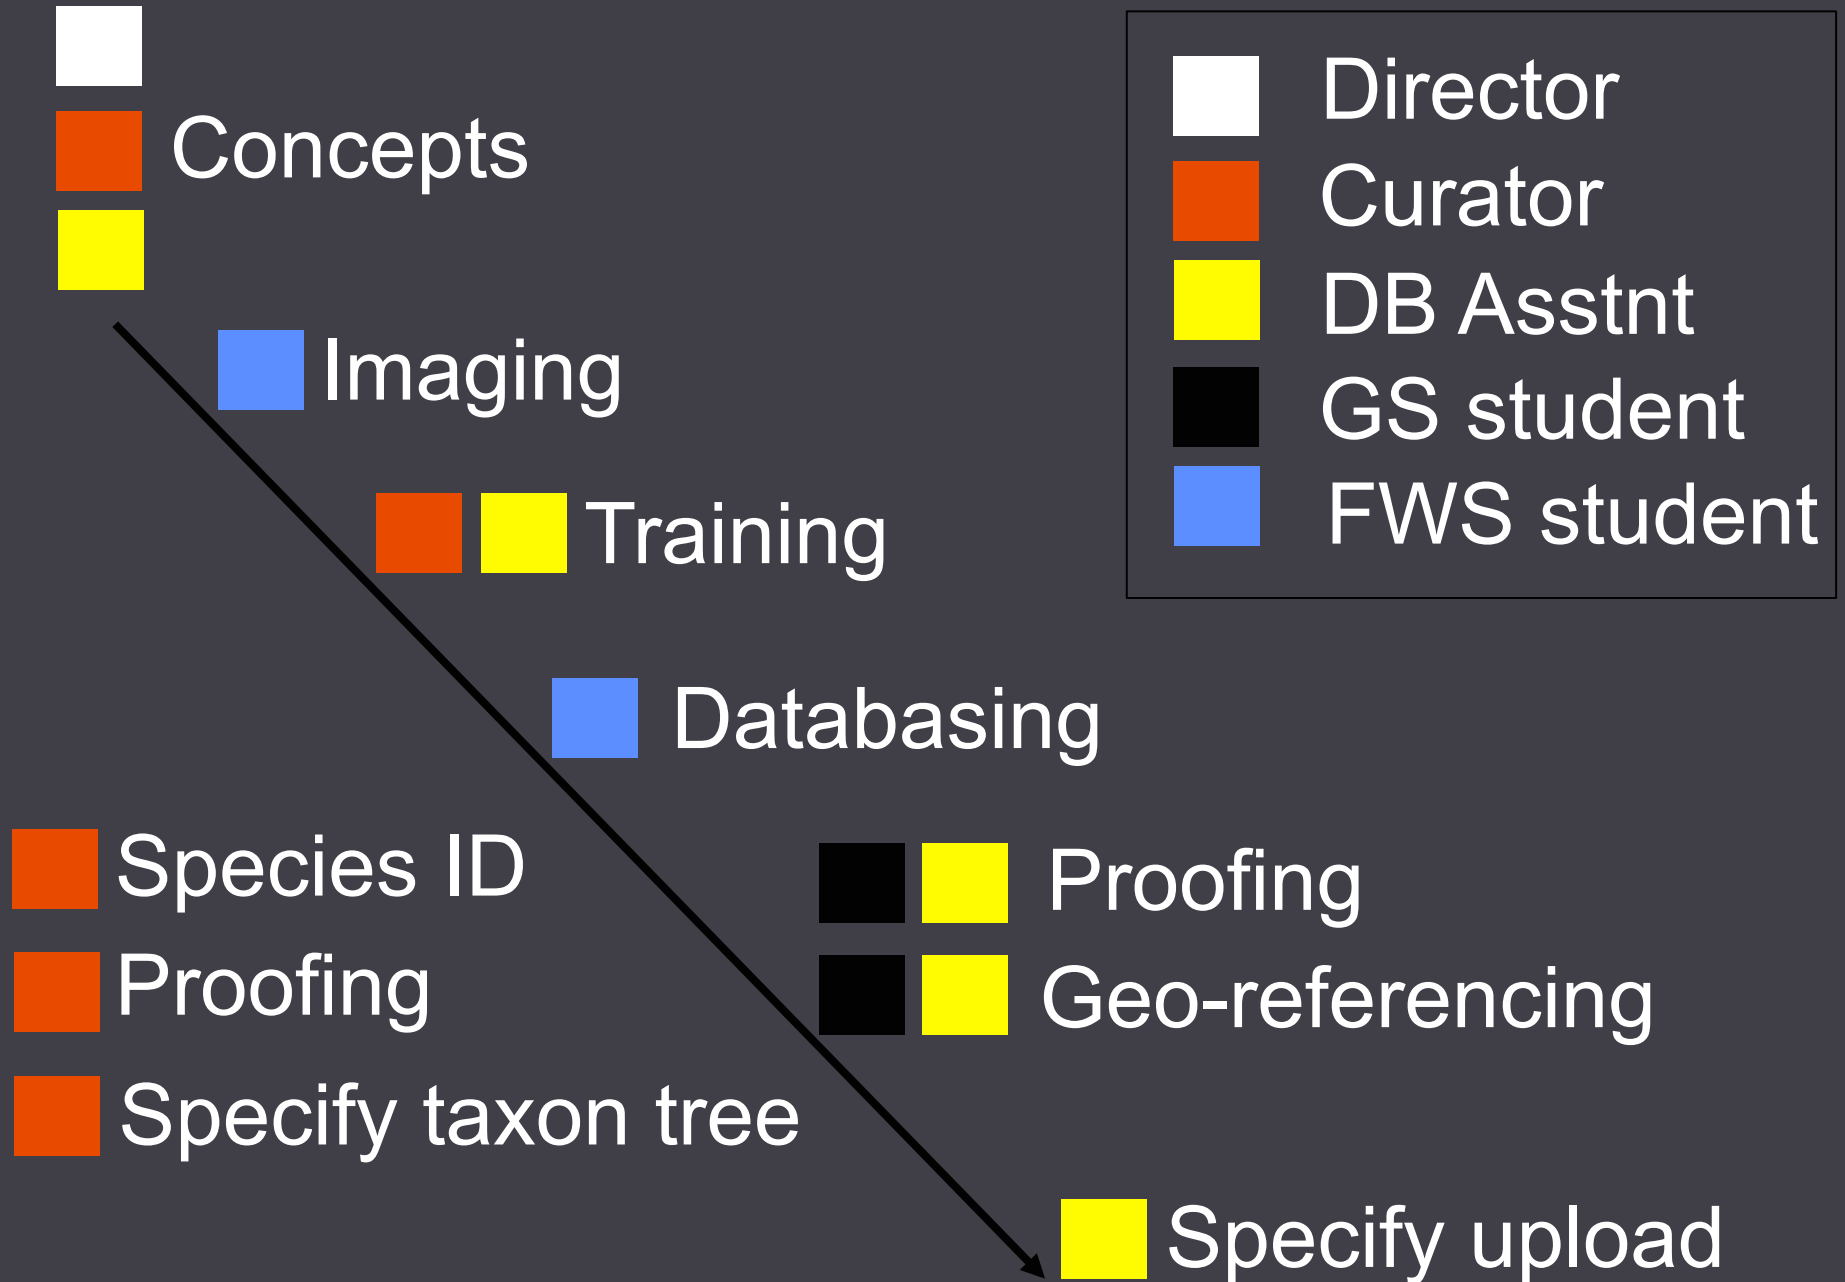 Concepts
Imaging
Training
Databasing
Proofing
Geo-referencing
Specify upload
Species ID
Proofing
Specify taxon tree
Director
Curator
DB Asstnt
GS student
FWS student